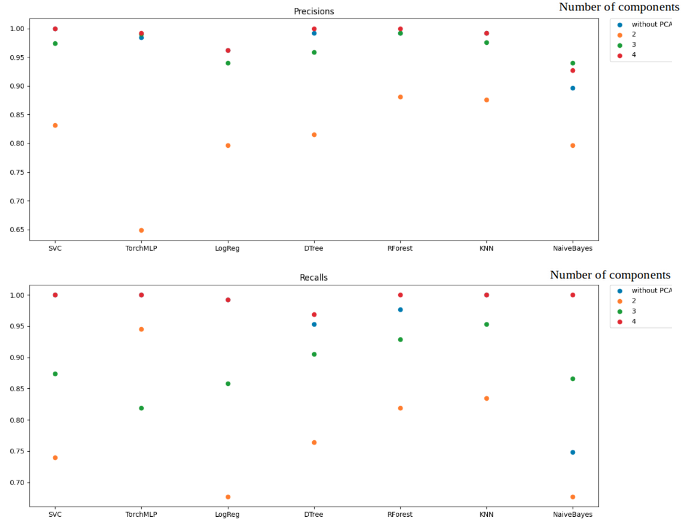 Number of components
Precisions
without PCA
2
3
4
1.00
0.95
0.90
0.85
0.80
0.75
0.70
0.65
SVC TorchMLP LogReg DTree RForest KNN NaiveBayes
Number of components
Recalls
without PCA
2
3
4
1.00
0.95
0.90
0.85
0.80
0.75
0.70
SVC TorchMLP LogReg DTree RForest KNN NaiveBayes